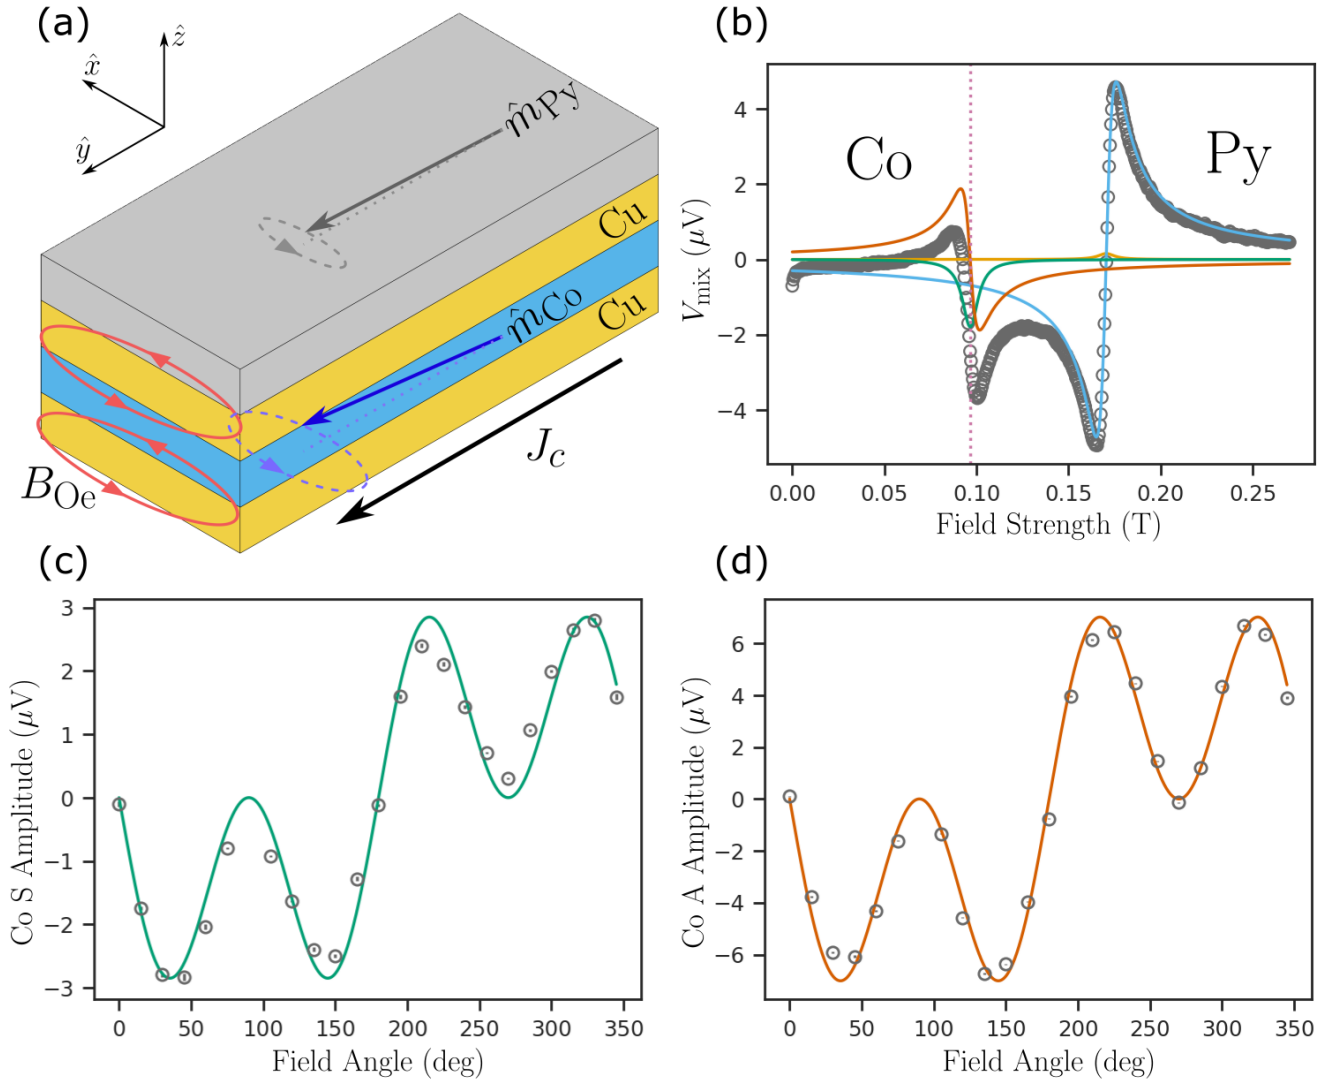 (a)
ẑ
x̂
ŷ
m̂Py
Cu
m̂Co
Cu
J_c
B_Oe
(b)
Co
Py
V_mix (μV)
4
2
0
−2
−4
0.00 0.05 0.10 0.15 0.20 0.25
Field Strength (T)
(c)
Co S Amplitude (μV)
3
2
1
0
−1
−2
−3
0 50 100 150 200 250 300 350
Field Angle (deg)
(d)
Co A Amplitude (μV)
6
4
2
0
−2
−4
−6
0 50 100 150 200 250 300 350
Field Angle (deg)